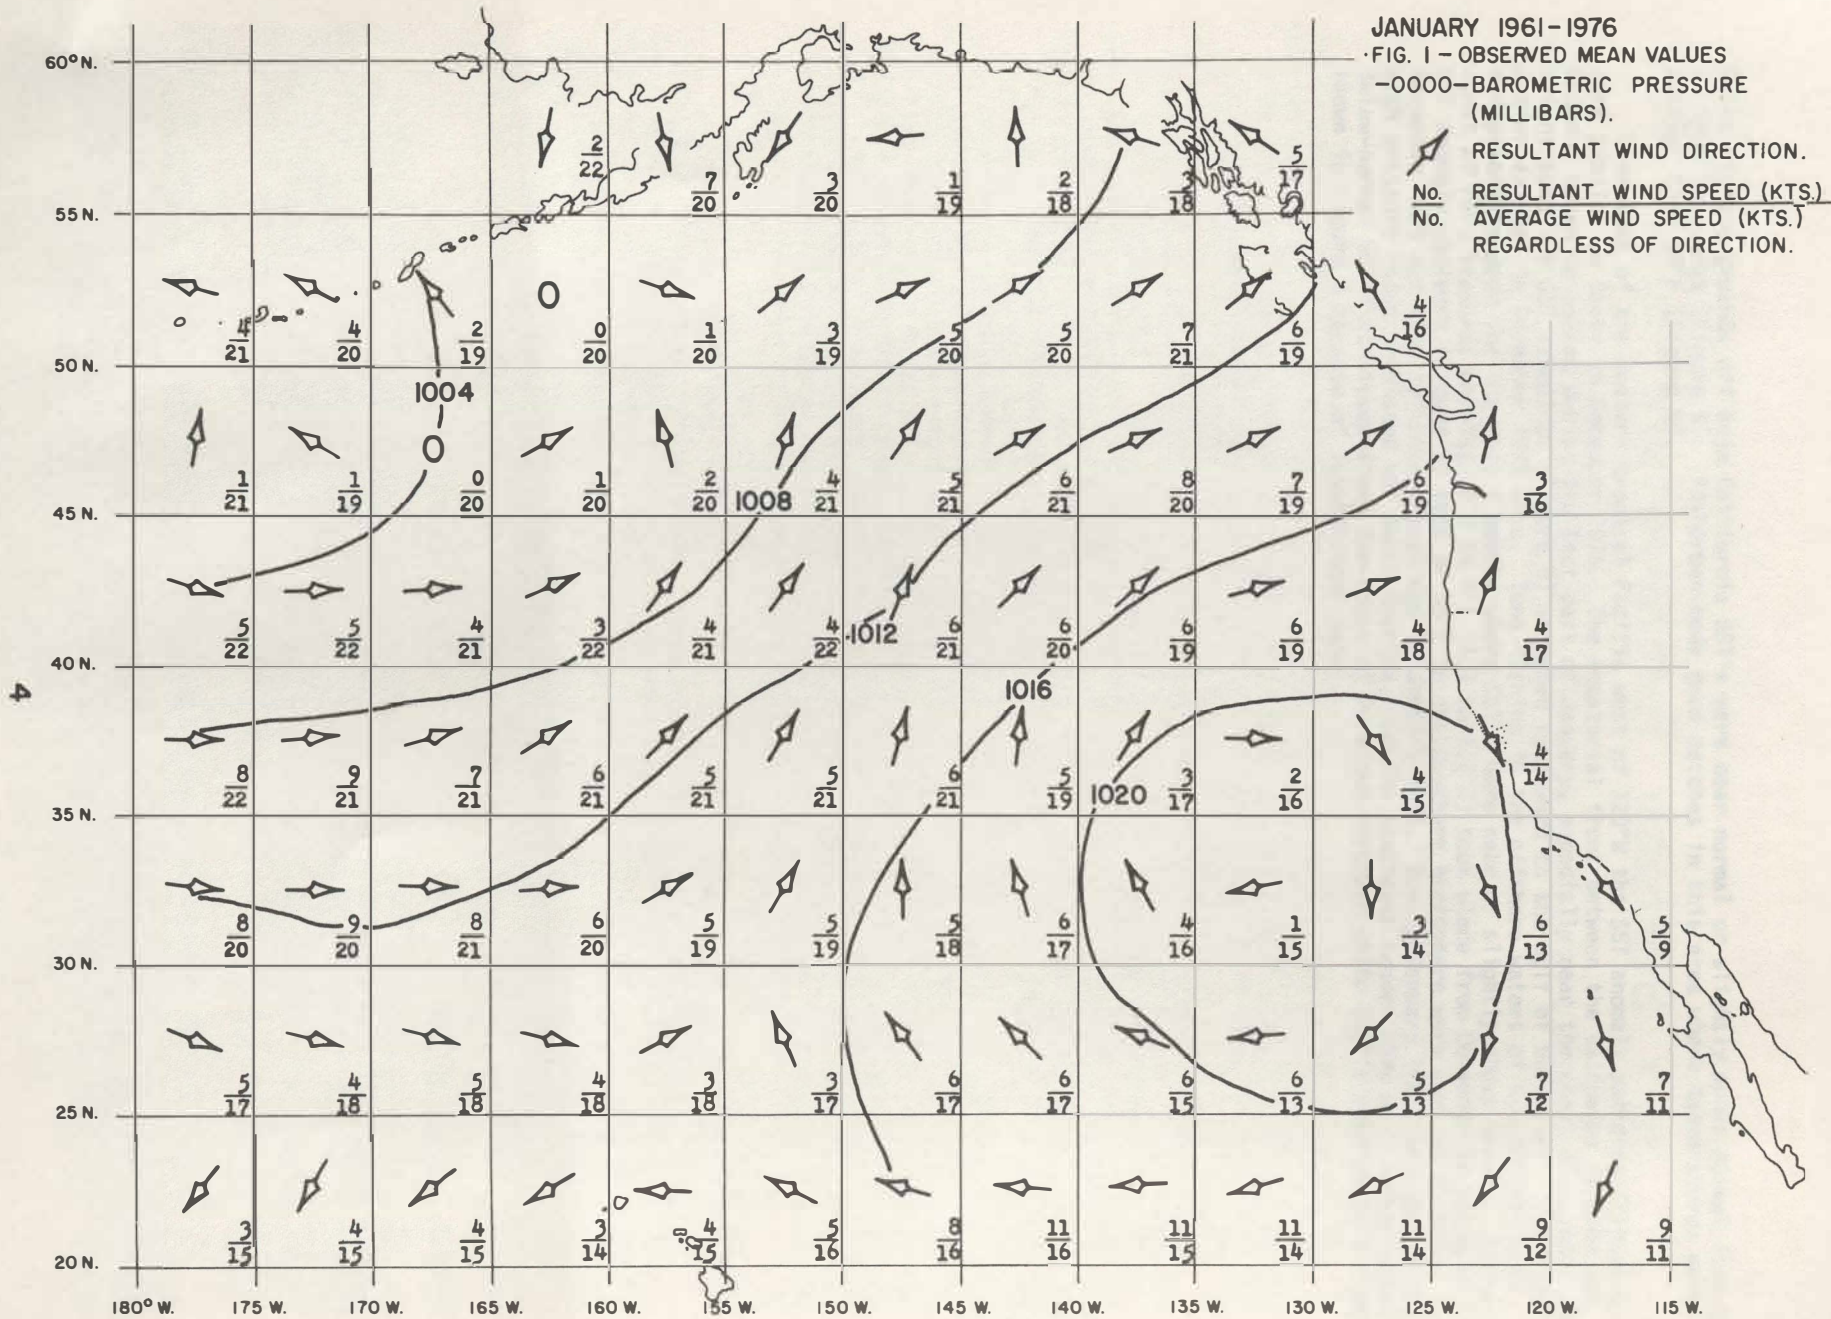 JANUARY 1961-1976
FIG. 1 - OBSERVED MEAN VALUES
-0000- BAROMETRIC PRESSURE
(MILLIBARS).
RESULTANT WIND DIRECTION.
No. RESULTANT WIND SPEED (KTS.)
No. AVERAGE WIND SPEED (KTS.)
REGARDLESS OF DIRECTION.
60° N.
2 5
22 17
7 3 1 2 3
20 20 19 18 18
55 N.
0
4 4 2 0 1 3 5 5 7 6 4
21 20 19 20 20 19 20 20 21 19 16
50 N.
1004
0
1 1 0 1 2 4 5 6 8 7 6 3
21 19 20 20 20 21 21 21 20 19 19 16
1008
45 N.
5 5 4 3 4 4 6 6 6 6 4 4
22 22 21 22 21 22 21 20 19 19 18 17
1012
40 N.
4
1016
8 9 7 6 5 5 6 5 3 2 4 4
22 21 21 21 21 21 21 19 17 16 15 14
1020
35 N.
8 9 8 6 5 5 5 6 4 1 3 6 5
20 20 21 20 19 19 18 17 16 15 14 13 9
30 N.
5 4 5 4 3 3 6 6 6 6 5 7 7
17 18 18 18 18 17 17 17 15 13 13 12 11
25 N.
3 4 4 3 4 5 8 11 11 11 11 9 9
15 15 15 14 15 16 16 16 15 14 14 12 11
20 N.
180° W. 175 W. 170 W. 165 W. 160 W. 155 W. 150 W. 145 W. 140 W. 135 W. 130 W. 125 W. 120 W. 115 W.